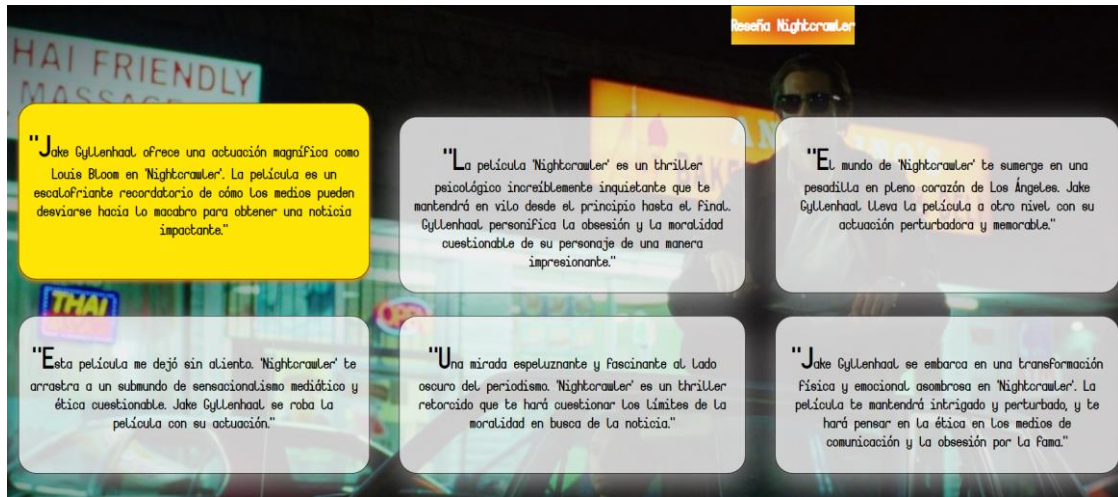 Reseña Nightcrawler
HAI FRIENDLY
MASSAGE
"Jake Gyllenhaal ofrece una actuación magnífica como
Louis Bloom en 'Nightcrawler'. La película es un
escalofriante recordatorio de cómo los medios pueden
desviarse hacia lo macabro para obtener una noticia
impactante."
"La película 'Nightcrawler' es un thriller
psicológico increíblemente inquietante que te
mantendrá en vilo desde el principio hasta el final.
Gyllenhaal personifica la obsesión y la moralidad
cuestionable de su personaje de una manera
impresionante."
"El mundo de 'Nightcrawler' te sumerge en una
pesadilla en pleno corazón de Los Ángeles. Jake
Gyllenhaal lleva la película a otro nivel con su
actuación perturbadora y memorable."
THAI
OPEN
"Esta película me dejó sin aliento. 'Nightcrawler' te
arrastra a un submundo de sensacionalismo mediático y
ética cuestionable. Jake Gyllenhaal se roba la
película con su actuación."
"Una mirada espeluznante y fascinante al lado
oscuro del periodismo. 'Nightcrawler' es un thriller
retorcido que te hará cuestionar los límites de la
moralidad en busca de la noticia."
"Jake Gyllenhaal se embarca en una transformación
física y emocional asombrosa en 'Nightcrawler'. La
película te mantendrá intrigado y perturbado, y te
hará pensar en la ética en los medios de
comunicación y la obsesión por la fama."